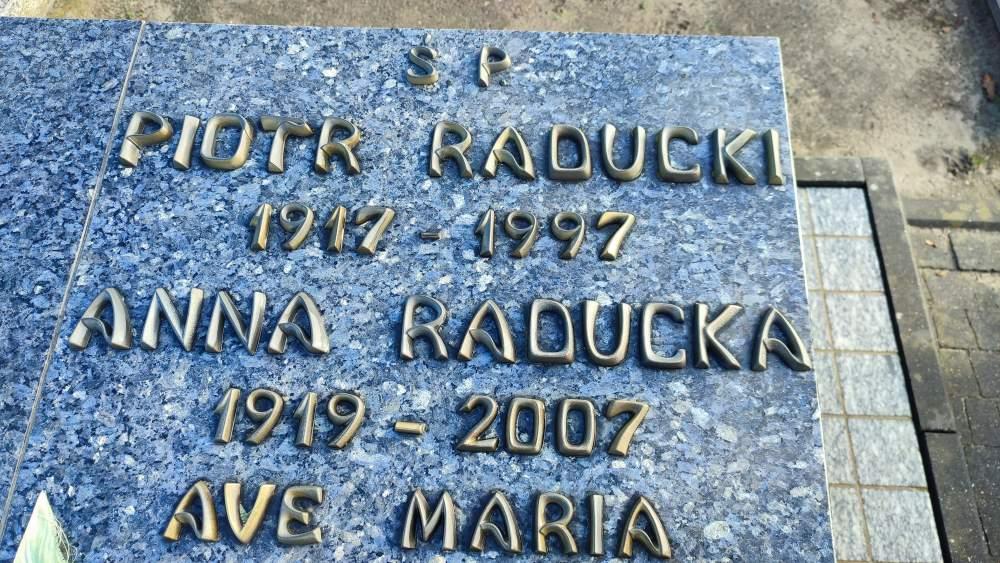 S P
PIOTR RADUCKI
1917 - 1997
ANNA RADUCKA
1919 - 2007
AVE MARIA